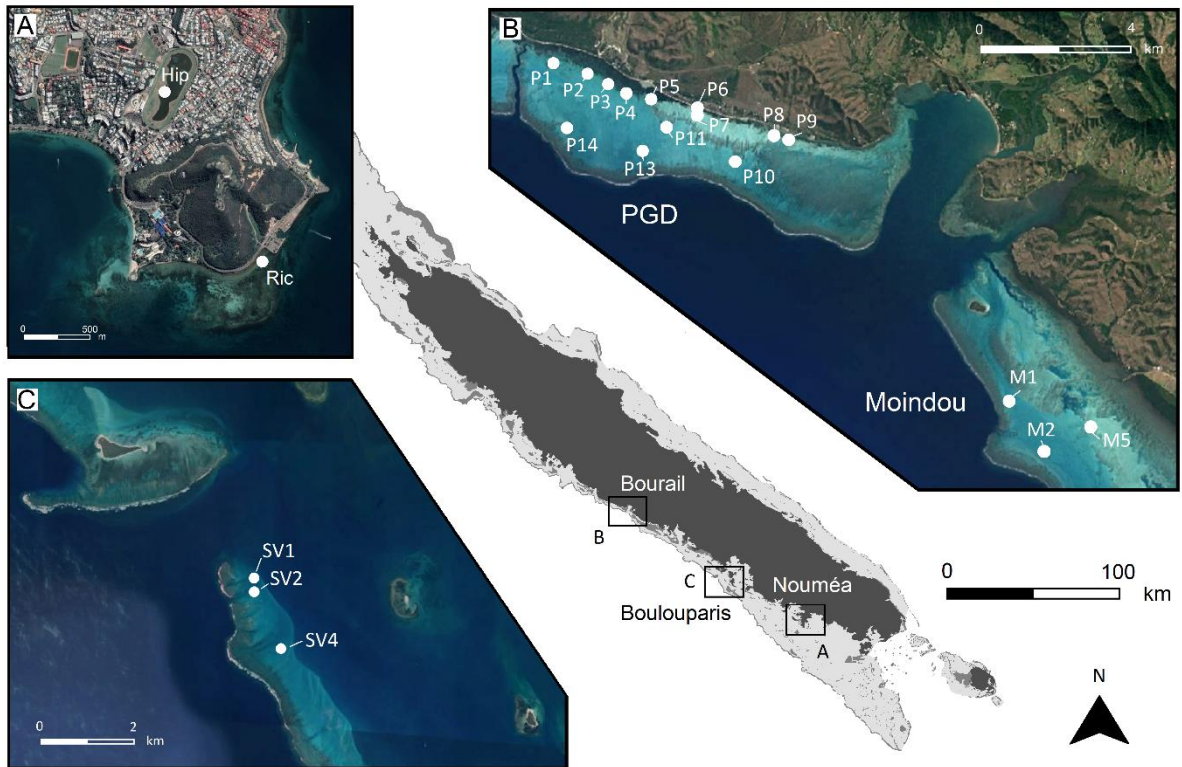 A
Hip
Ric
0 500
m
B
0 4
km
P1
P2
P3
P4
P5
P6
P7
P8
P9
P14
P11
P13
P10
PGD
Moindou
M1
M2
M5
C
SV1
SV2
SV4
0 2
km
Bourail
B
C
Nouméa
Boulouparis
A
0 100
km
N